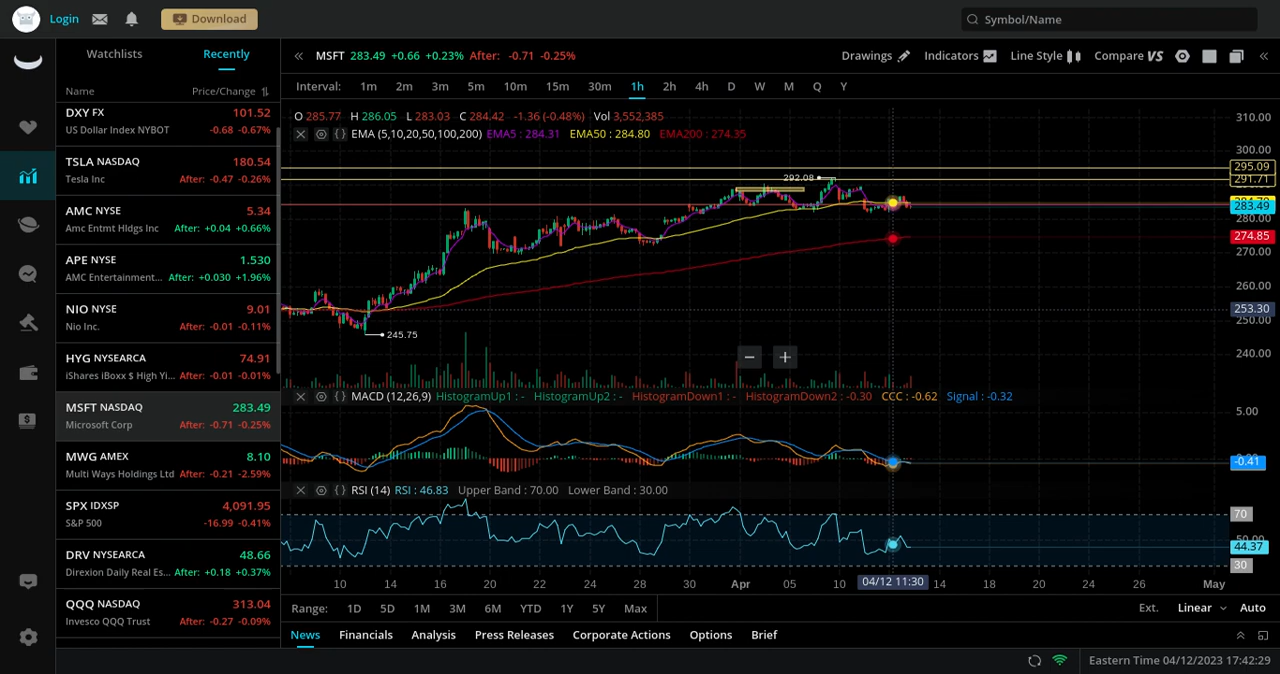 Login
Download
Symbol/Name
Watchlists
Recently
Name
Price/Change
DXY FX 101.52
US Dollar Index NYBOT -0.68 -0.67%
TSLA NASDAQ 180.54
Tesla Inc After: -0.47 -0.26%
AMC NYSE 5.34
Amc Entmt Hldgs Inc After: +0.04 +0.66%
APE NYSE 1.530
AMC Entertainment... After: +0.030 +1.96%
NIO NYSE 9.01
Nio Inc. After: -0.01 -0.11%
HYG NYSEARCA 74.91
iShares iBoxx $ High Yi... After: -0.01 -0.01%
MSFT NASDAQ 283.49
Microsoft Corp After: -0.71 -0.25%
MWG AMEX 8.10
Multi Ways Holdings Ltd After: -0.21 -2.59%
SPX IDXSP 4,091.95
S&P 500 -16.99 -0.41%
DRV NYSEARCA 48.66
Direxion Daily Real Es... After: +0.18 +0.37%
QQQ NASDAQ 313.04
Invesco QQQ Trust After: -0.27 -0.09%
MSFT 283.49 +0.66 +0.23% After: -0.71 -0.25%
Drawings Indicators Line Style Compare VS
Interval: 1m 2m 3m 5m 10m 15m 30m 1h 2h 4h D W M Q Y
O 285.77 H 286.05 L 283.03 C 284.42 -1.36 (-0.48%) Vol 3,552,385
EMA (5,10,20,50,100,200) EMA5 : 284.31 EMA50 : 284.80 EMA200 : 274.35
310.00
300.00
295.09
291.71
283.49
280.00
274.85
270.00
260.00
253.30
250.00
240.00
292.08
245.75
MACD (12,26,9) HistogramUp1 : - HistogramUp2 : - HistogramDown1 : - HistogramDown2 : -0.30 CCC : -0.62 Signal : -0.32
5.00
-0.41
RSI (14) RSI : 46.83 Upper Band : 70.00 Lower Band : 30.00
70
44.37
30
10 14 16 20 22 24 28 30 Apr 05 10 04/12 11:30 14 18 20 24 26 May
Range: 1D 5D 1M 3M 6M YTD 1Y 5Y Max
Ext. Linear Auto
News Financials Analysis Press Releases Corporate Actions Options Brief
Eastern Time 04/12/2023 17:42:29